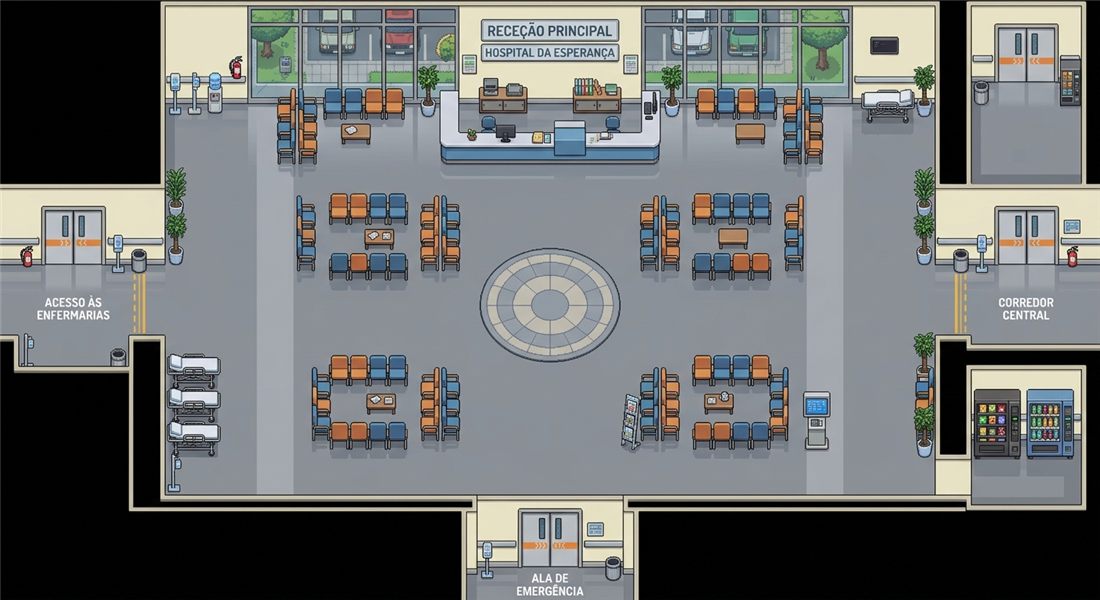 RECEÇÃO PRINCIPAL
HOSPITAL DA ESPERANÇA
ACESSO ÀS
ENFERMARIAS
CORREDOR
CENTRAL
ALA DE
EMERGÊNCIA